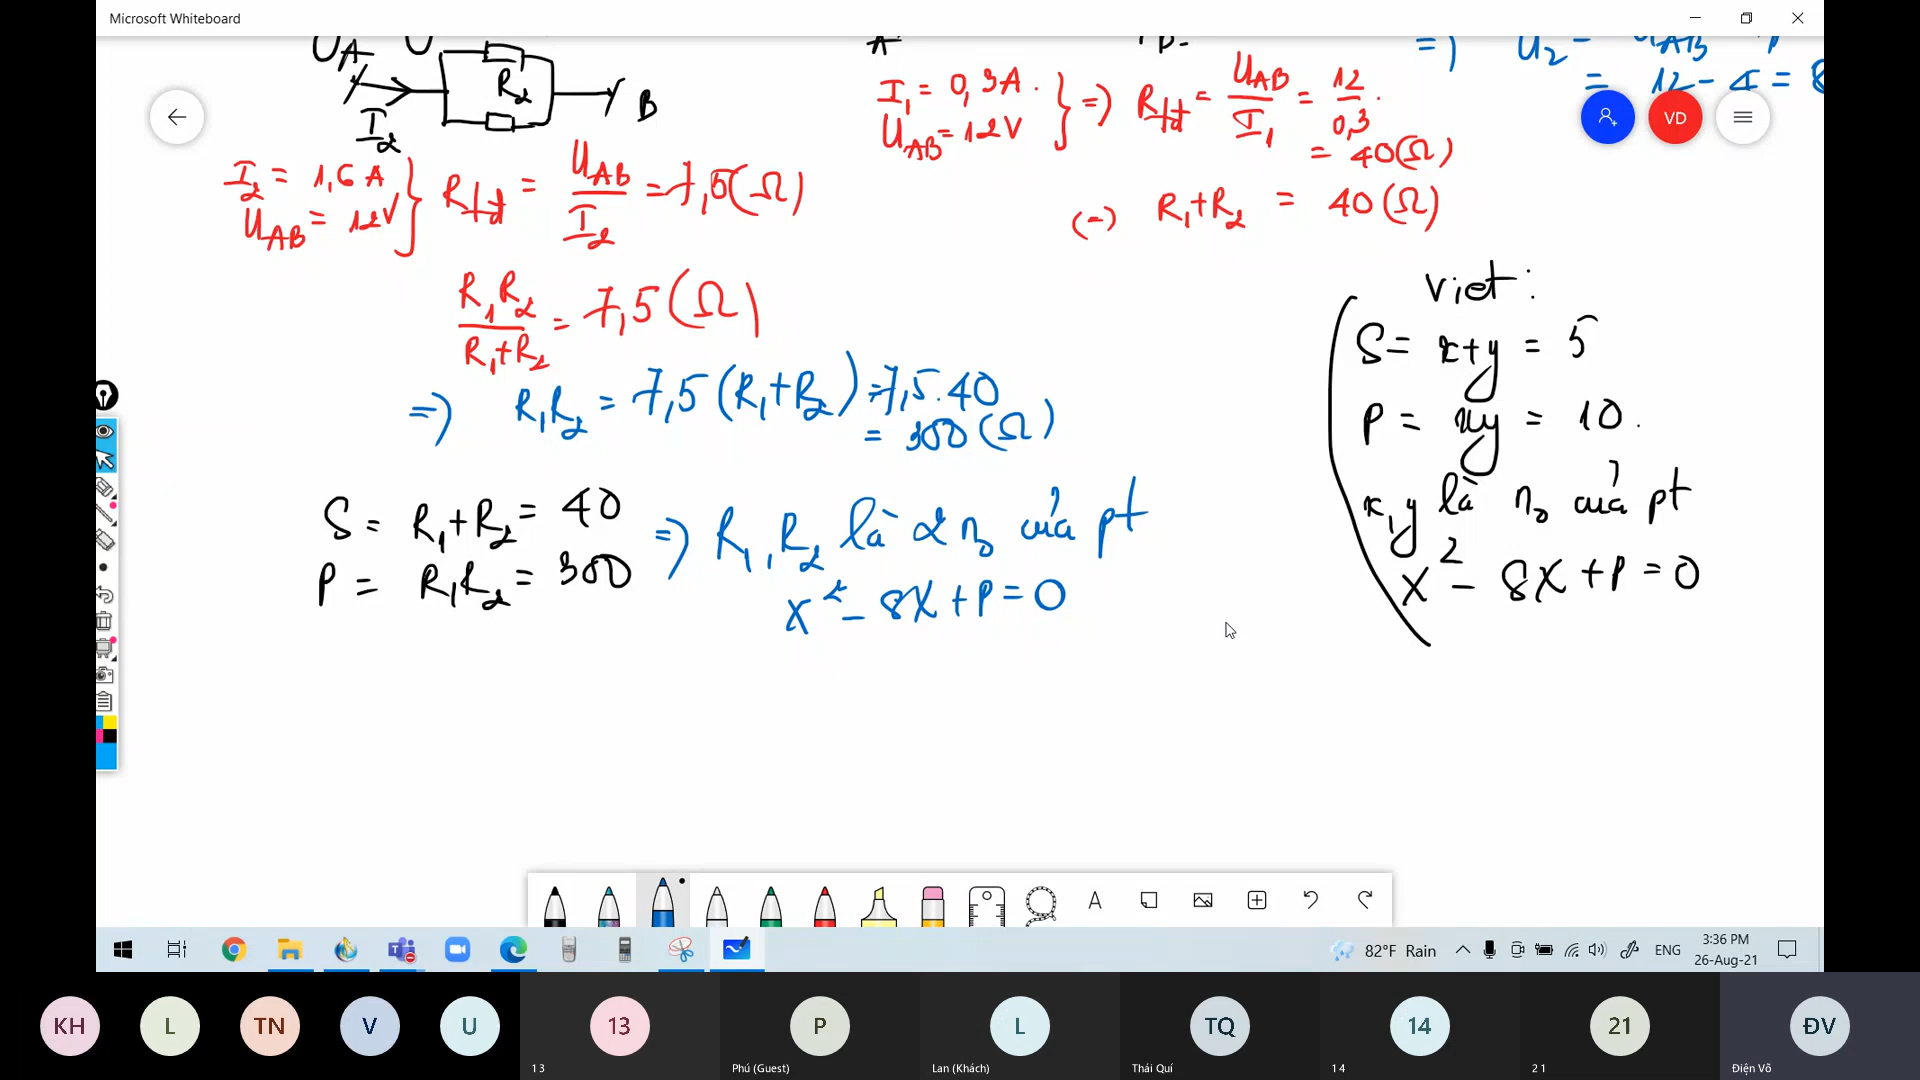 Microsoft Whiteboard
R₂
B
I₂
I₂ = 1,6 A
U_AB = 12V
R_tđ = U_AB / I₂ = 7,5 (Ω)
I₁ = 0,3A.
U_AB = 12V
=) R_tđ = U_AB / I₁ = 12 / 0,3.
= 40 (Ω)
(=) R₁+R₂ = 40 (Ω)
= 12 - 4 = 8
VD
R₁R₂ / R₁+R₂ = 7,5 (Ω)
=) R₁R₂ = 7,5 (R₁+R₂) = 7,5.40
= 300 (Ω)
S = R₁+R₂ = 40
P = R₁R₂ = 300
=) R₁, R₂ là 2 n₀ của pt
X² - SX + P = 0
Viet:
S = x+y = 5
P = xy = 10.
x,y là n₀ của pt
X² - SX + P = 0
A
82°F Rain
ENG
3:36 PM
26-Aug-21
KH
L
TN
V
U
13
13
P
Phú (Guest)
L
Lan (Khách)
TQ
Thái Quí
14
14
21
21
ĐV
Điện Võ